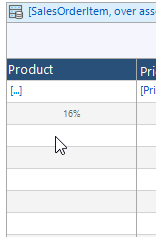 [SalesOrderItem, over ass
Product Pri
[...] [Pri
16%